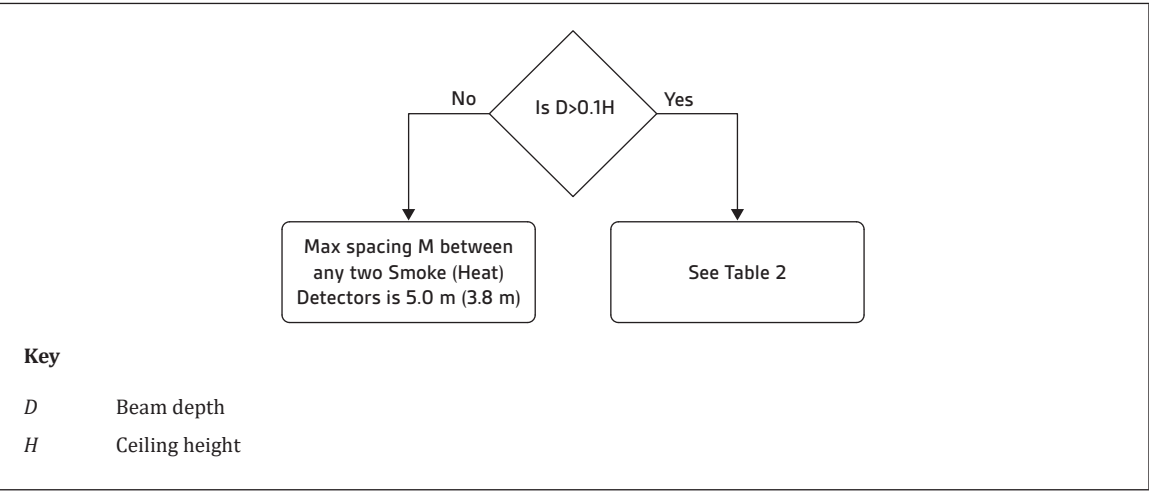 Is D>0.1H
No
Yes
Max spacing M between
any two Smoke (Heat)
Detectors is 5.0 m (3.8 m)
See Table 2
Key
D Beam depth
H Ceiling height